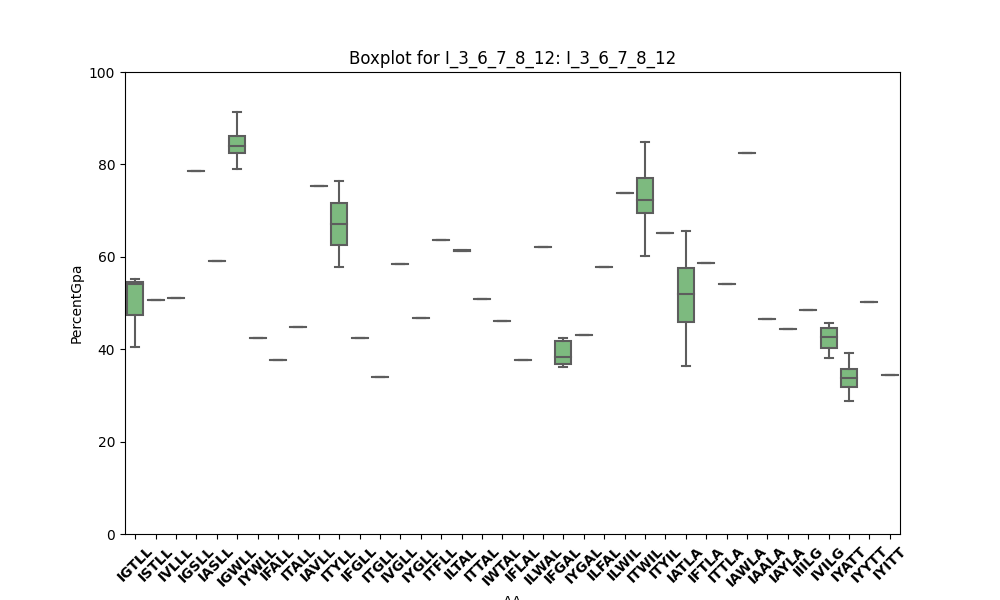 Boxplot for I_3_6_7_8_12: I_3_6_7_8_12
PercentGpa
100
80
60
40
20
0
IGTLL
ISTLL
IVLLL
IGSLL
IASLL
IGWLL
IYWLL
IFALL
ITALL
IAVLL
ITYLL
IFGLL
ITGLL
IVGLL
IYGLL
ITFLL
ILTAL
ITTAL
IWTAL
IFLAL
ILWAL
IFGAL
IYGAL
ILFAL
ILWIL
ITWIL
ITYIL
IATLA
IFTLA
ITTLA
IAWLA
IAALA
IAYLA
IIILG
IVILG
IYATT
IYYTT
IYITT
AA